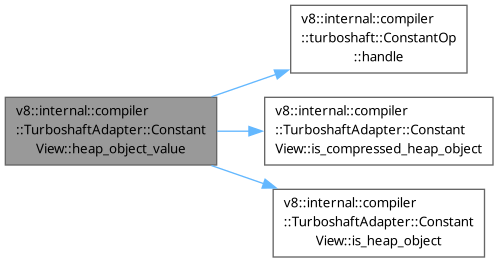 v8::internal::compiler
::TurboshaftAdapter::Constant
View::heap_object_value
v8::internal::compiler
::turboshaft::ConstantOp
::handle
v8::internal::compiler
::TurboshaftAdapter::Constant
View::is_compressed_heap_object
v8::internal::compiler
::TurboshaftAdapter::Constant
View::is_heap_object